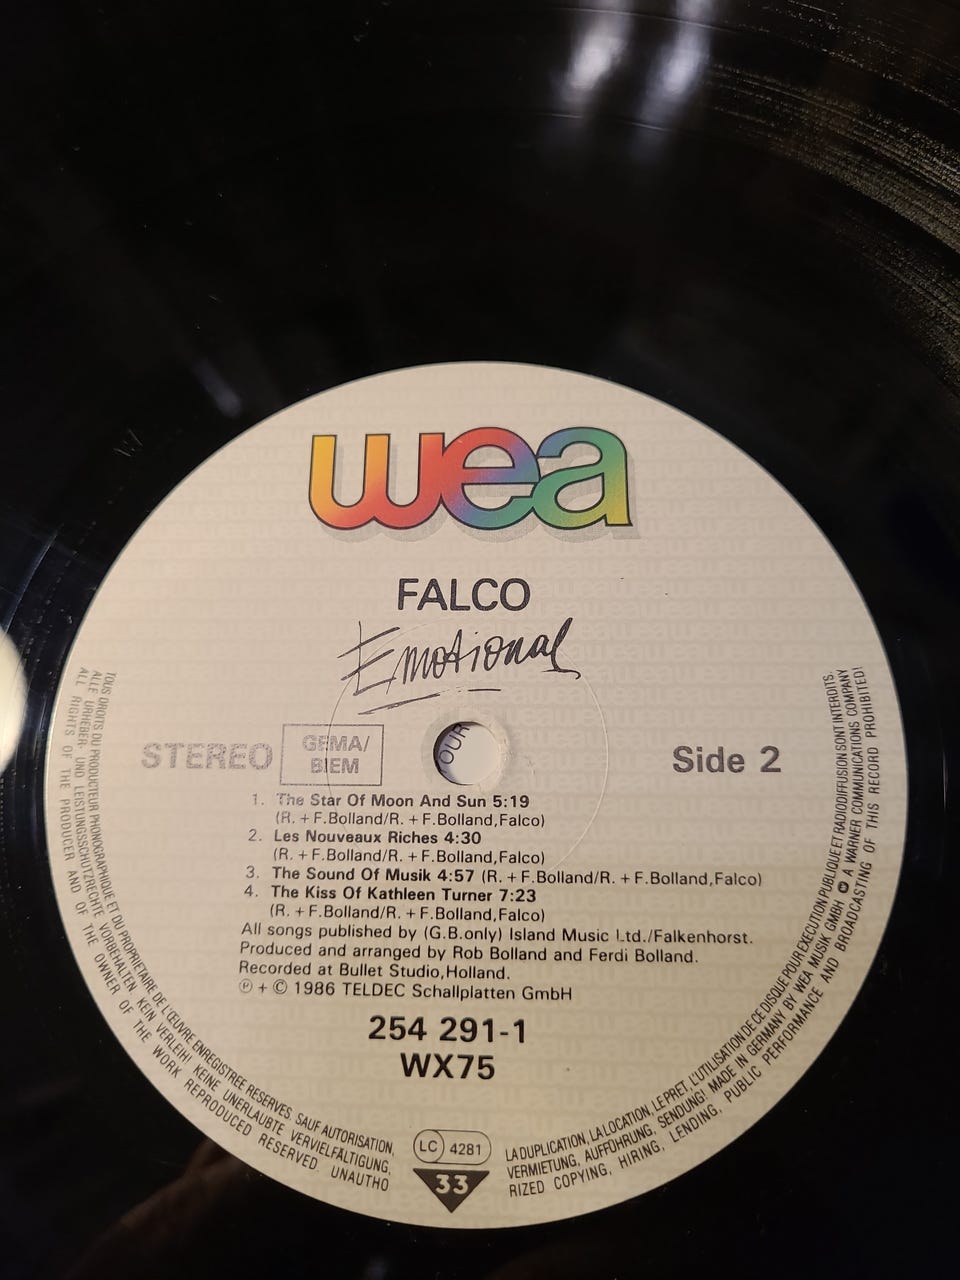 wea
FALCO
Emotional
STEREO
GEMA/
BIEM
OUR
Side 2
1. The Star Of Moon And Sun 5:19
(R. + F.Bolland/R. + F.Bolland,Falco)
2. Les Nouveaux Riches 4:30
(R. + F.Bolland/R. + F.Bolland,Falco)
3. The Sound Of Musik 4:57 (R. + F.Bolland/R. + F.Bolland,Falco)
4. The Kiss Of Kathleen Turner 7:23
(R. + F.Bolland/R. + F.Bolland,Falco)
All songs published by (G.B.only) Island Music Ltd./Falkenhorst.
Produced and arranged by Rob Bolland and Ferdi Bolland.
Recorded at Bullet Studio,Holland.
℗ + © 1986 TELDEC Schallplatten GmbH
254 291-1
WX75
LC 4281
33
TOUS DROITS DU PRODUCTEUR PHONOGRAPHIQUE ET DU PROPRIETAIRE DE L'ŒUVRE ENREGISTREE RESERVES. SAUF AUTORISATION,
LA DUPLICATION, LA LOCATION, LE PRET, L'UTILISATION DE CE DISQUE POUR EXECUTION PUBLIQUE ET RADIODIFFUSION SONT INTERDITS.
ALLE URHEBER- UND LEISTUNGSSCHUTZRECHTE VORBEHALTEN. KEIN VERLEIH! KEINE UNERLAUBTE VERVIELFÄLTIGUNG,
VERMIETUNG, AUFFÜHRUNG, SENDUNG! MADE IN GERMANY BY WEA MUSIK GMBH A WARNER COMMUNICATIONS COMPANY
ALL RIGHTS OF THE PRODUCER AND OF THE OWNER OF THE WORK REPRODUCED RESERVED. UNAUTHO
RIZED COPYING, HIRING, LENDING, PUBLIC PERFORMANCE AND BROADCASTING OF THIS RECORD PROHIBITED!